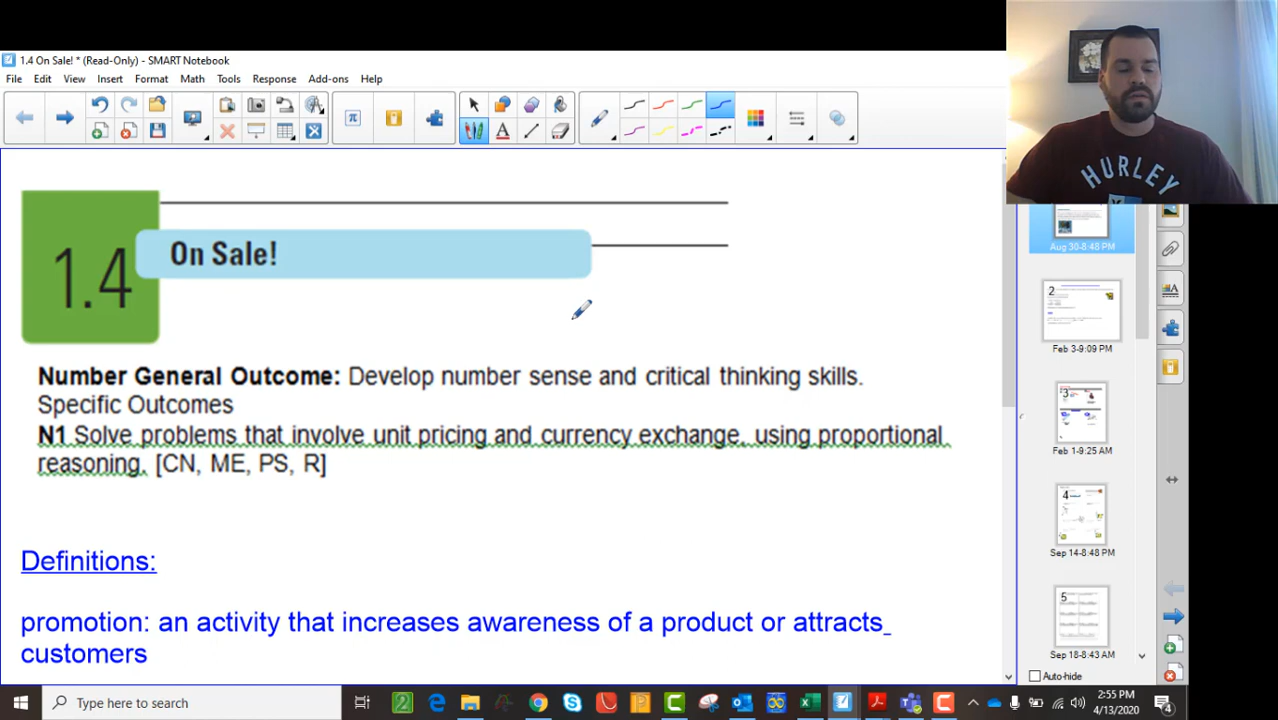 1.4 On Sale! * (Read-Only) - SMART Notebook
File Edit View Insert Format Math Tools Response Add-ons Help
HURLEY
1.4
On Sale!
Number General Outcome: Develop number sense and critical thinking skills.
Specific Outcomes
N1 Solve problems that involve unit pricing and currency exchange, using proportional
reasoning. [CN, ME, PS, R]
Definitions:
promotion: an activity that increases awareness of a product or attracts
customers
Aug 30-8:48 PM
2
Feb 3-9:09 PM
3
Feb 1-9:25 AM
4
Sep 14-8:48 PM
5
Sep 18-8:43 AM
Auto-hide
Type here to search
2:55 PM
4/13/2020
4